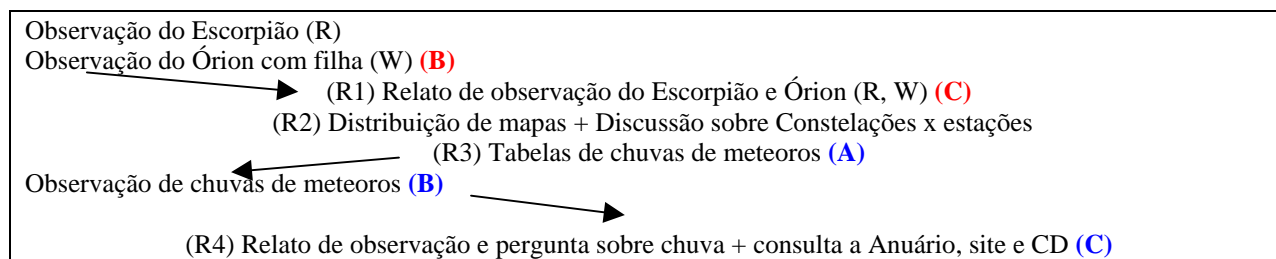 Observação do Escorpião (R)
Observação do Órion com filha (W) (B)
(R1) Relato de observação do Escorpião e Órion (R, W) (C)
(R2) Distribuição de mapas + Discussão sobre Constelações x estações
(R3) Tabelas de chuvas de meteoros (A)
Observação de chuvas de meteoros (B)
(R4) Relato de observação e pergunta sobre chuva + consulta a Anuário, site e CD (C)